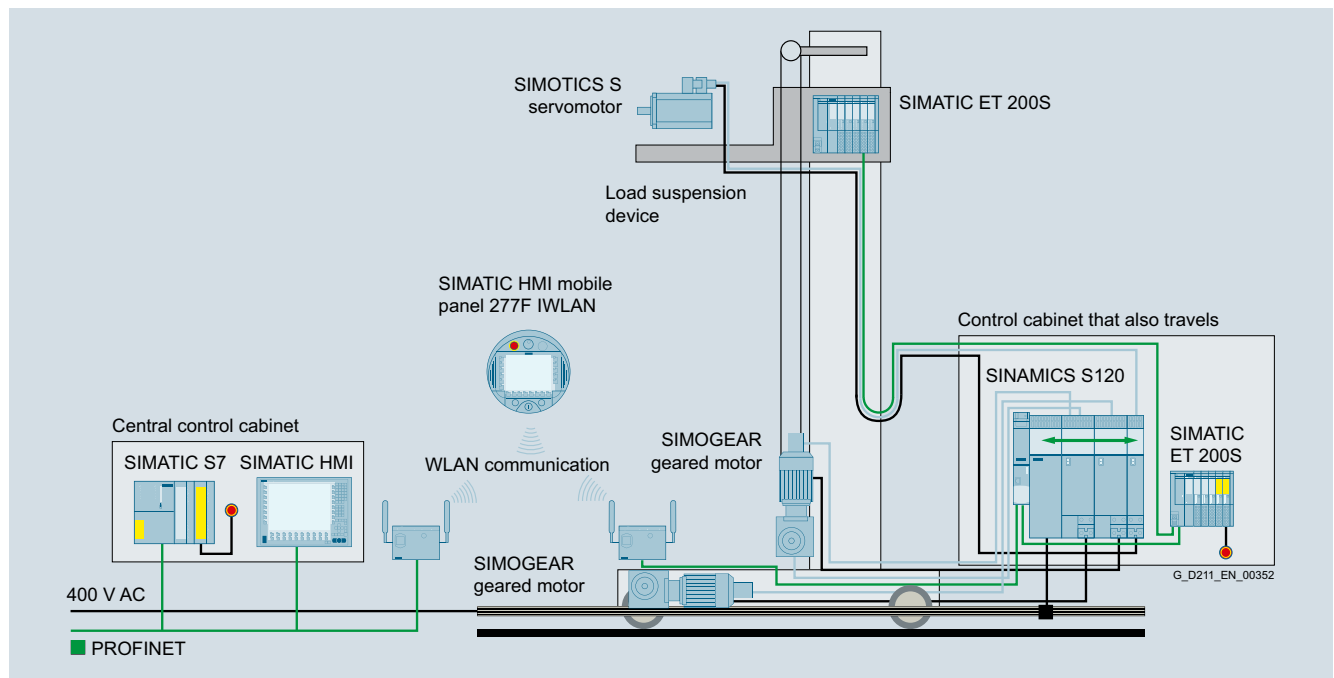 SIMOTICS S
servomotor
SIMATIC ET 200S
Load suspension
device
SIMATIC HMI mobile
panel 277F IWLAN
Control cabinet that also travels
SINAMICS S120
Central control cabinet
SIMATIC S7
SIMATIC HMI
WLAN communication
SIMOGEAR
geared motor
SIMATIC
ET 200S
SIMOGEAR
geared motor
G_D211_EN_00352
400 V AC
PROFINET